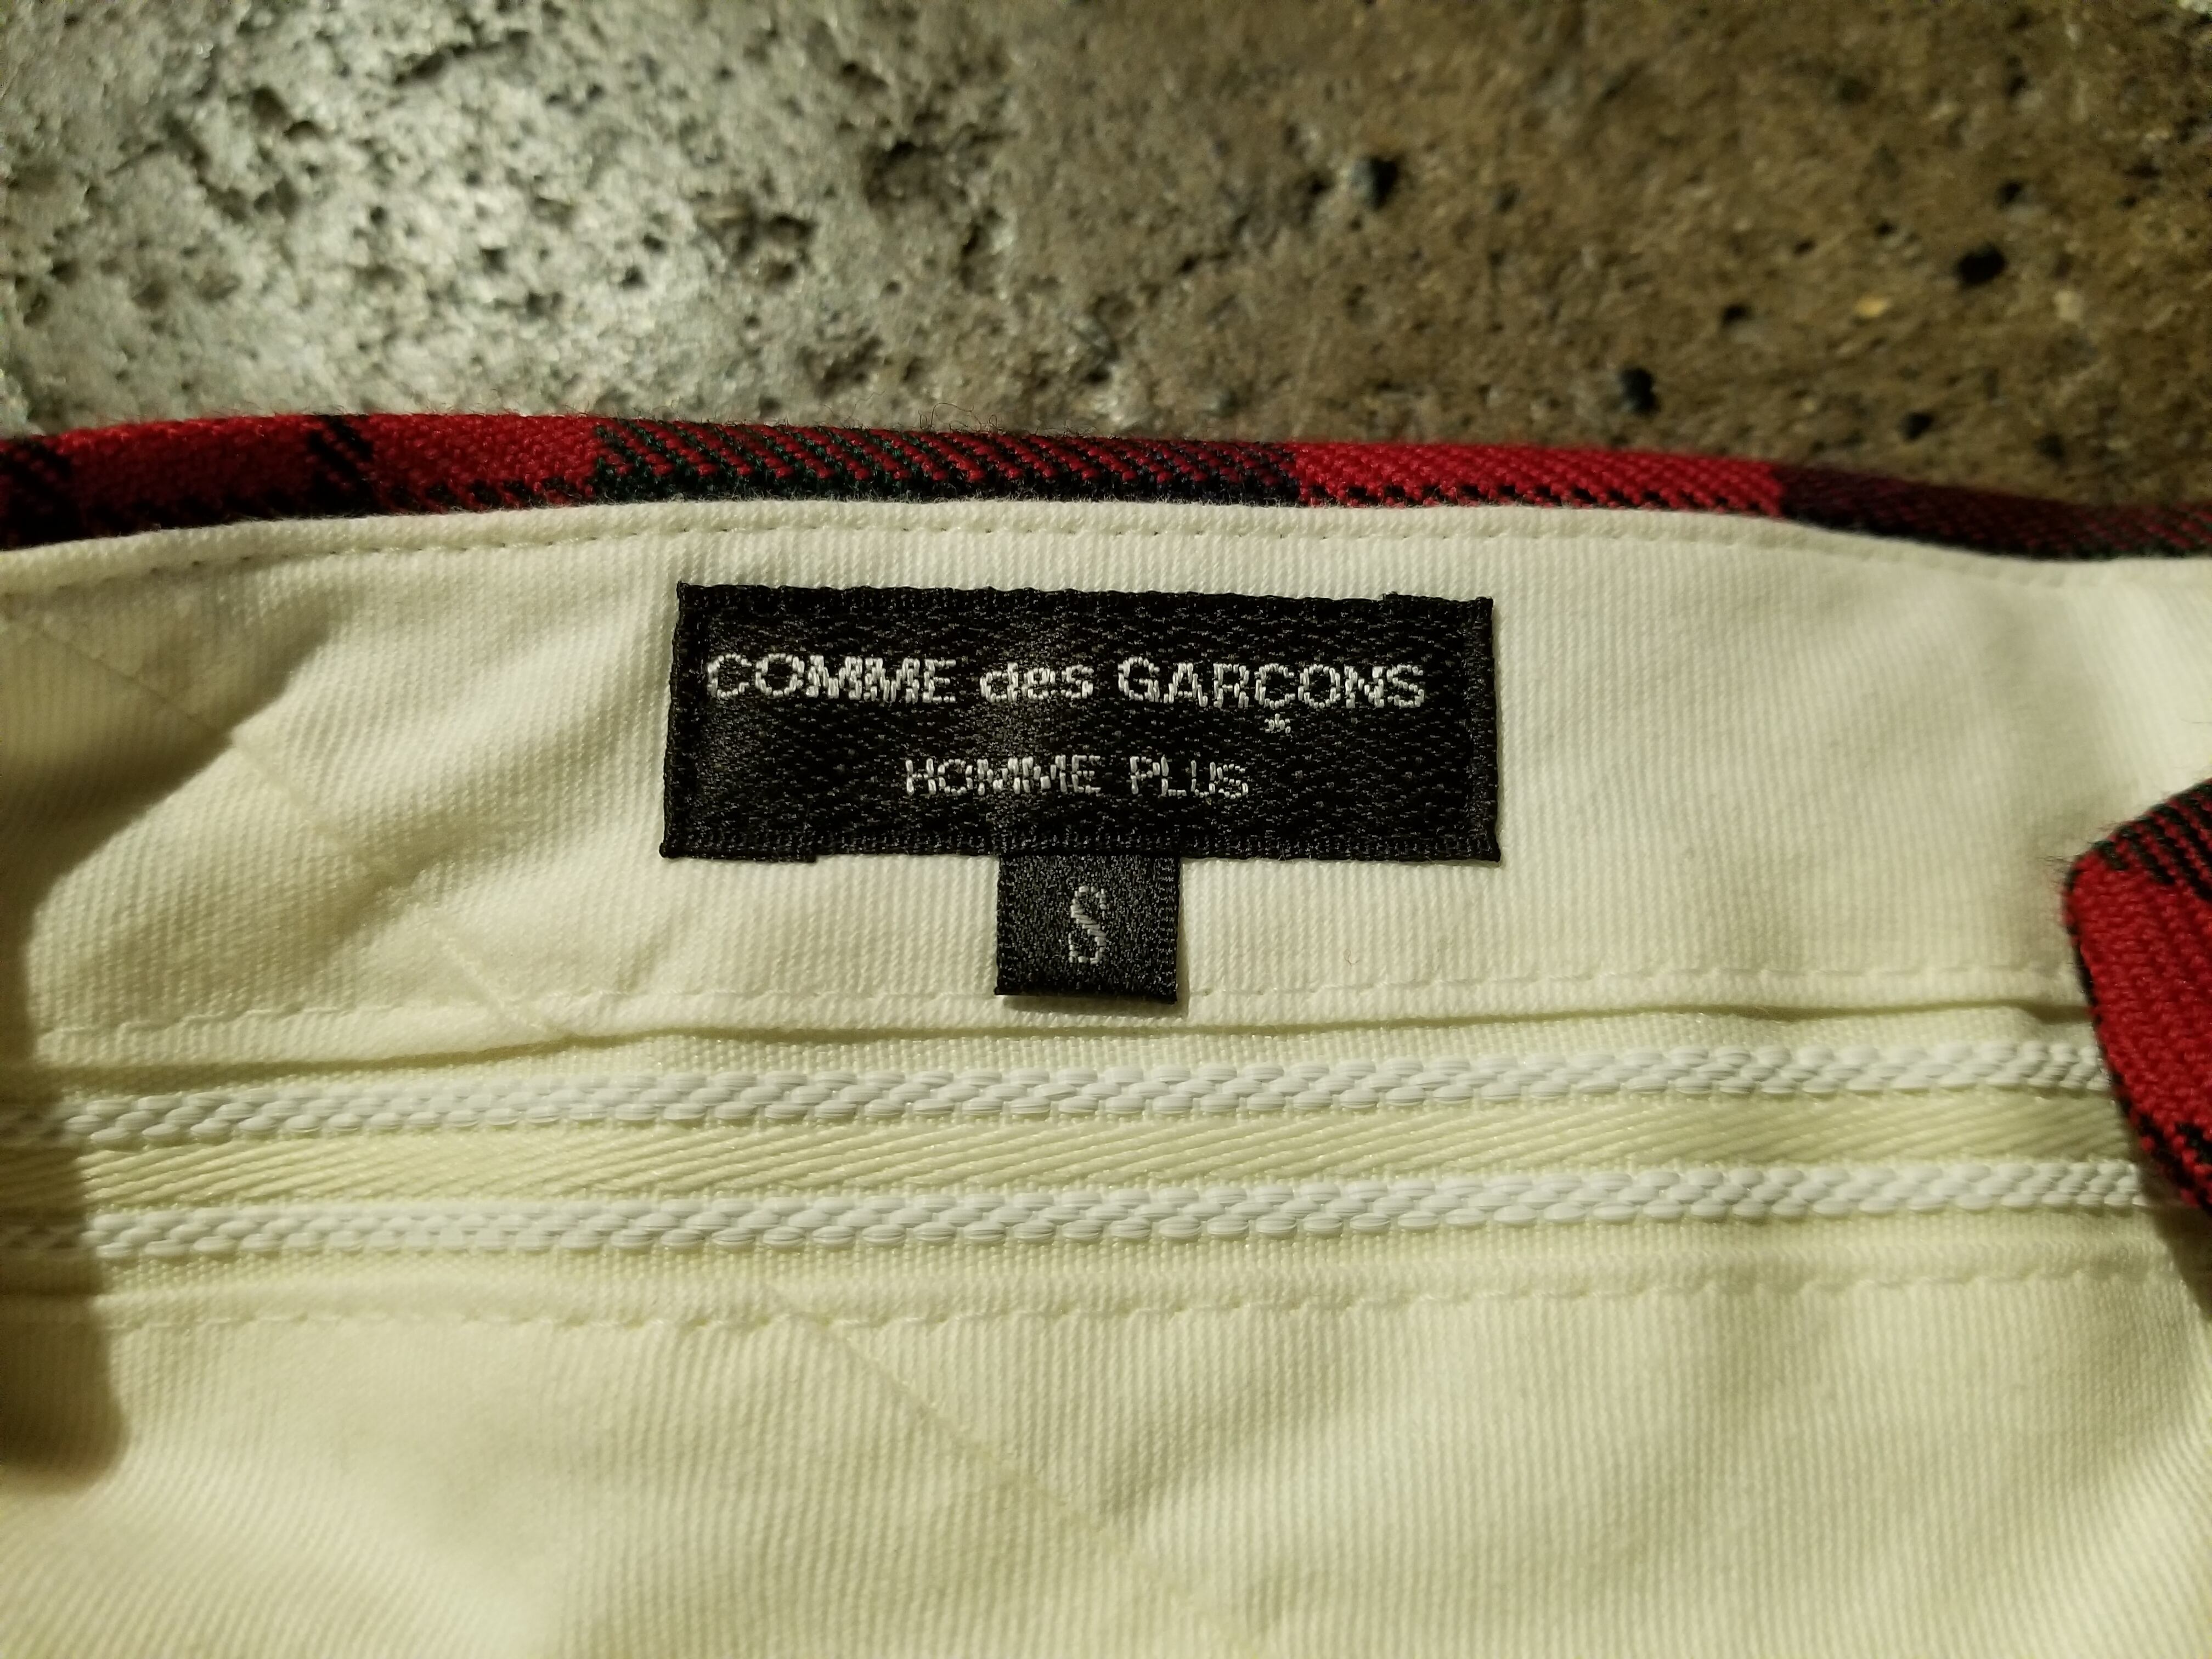 COMME des GARÇONS
*
HOMME PLUS
S